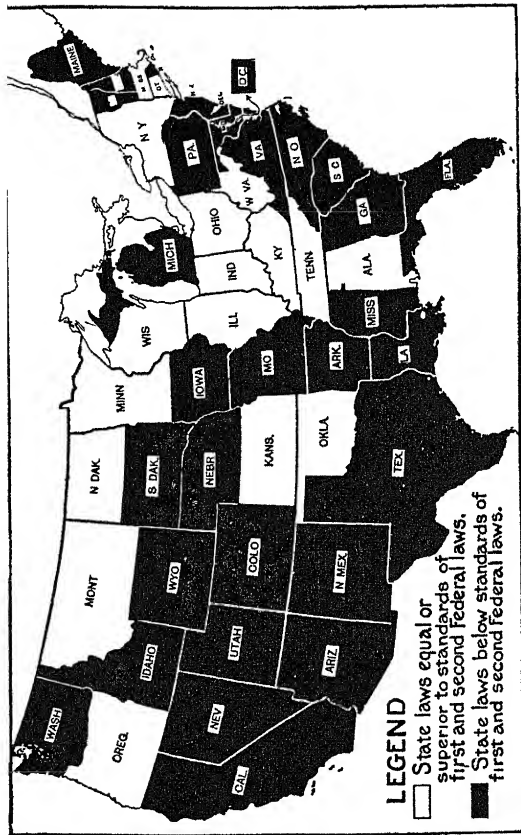 WASH
OREG.
CAL.
NEV
IDAHO
UTAH
ARIZ
MONT
WYO
COLO
N MEX
N DAK.
S DAK.
NEBR
KANS.
OKLA.
TEX.
MINN
IOWA
MO
ARK.
LA
WIS
ILL
MICH
IND
OHIO
KY
TENN
MISS
ALA.
GA
FLA.
S C
N C
VA
W VA
PA.
N Y
N J
DEL
D.C.
MAINE
LEGEND
State laws equal or
superior to standards of
first and second Federal laws.
State laws below standards of
first and second Federal laws.